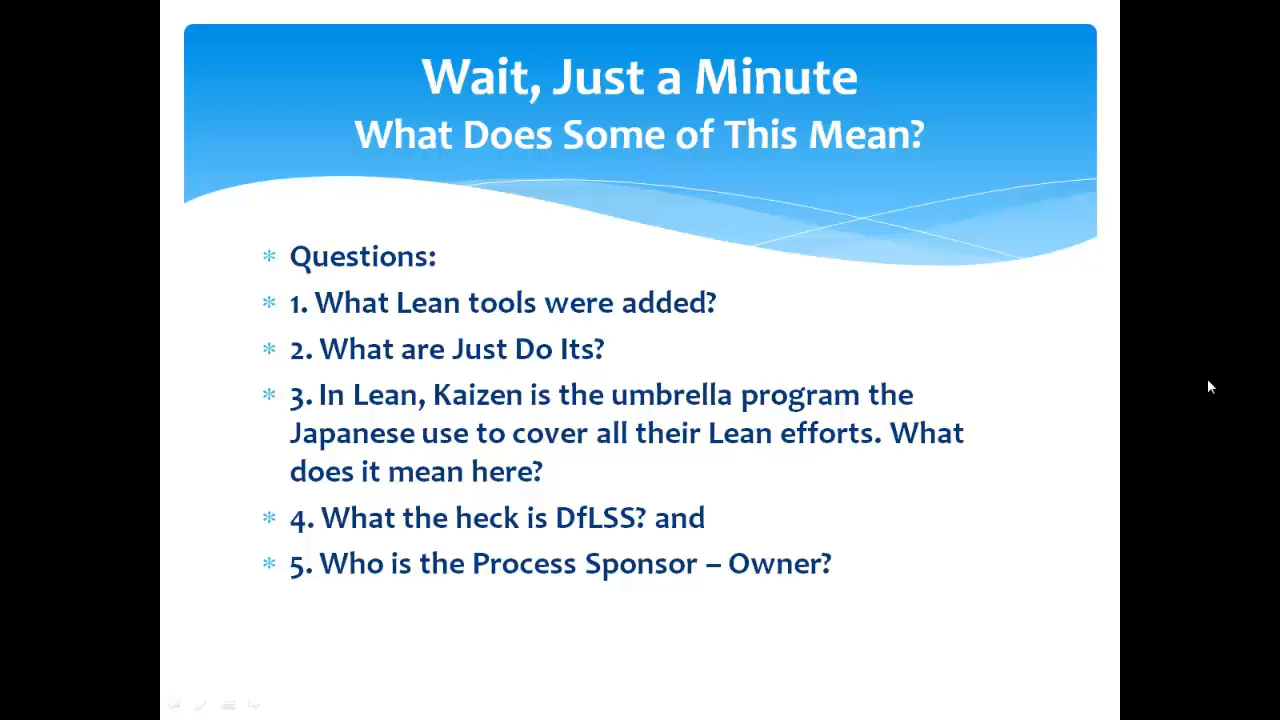 Wait, Just a Minute
What Does Some of This Mean?
* Questions:
* 1. What Lean tools were added?
* 2. What are Just Do Its?
* 3. In Lean, Kaizen is the umbrella program the
Japanese use to cover all their Lean efforts. What
does it mean here?
* 4. What the heck is DfLSS? and
* 5. Who is the Process Sponsor – Owner?